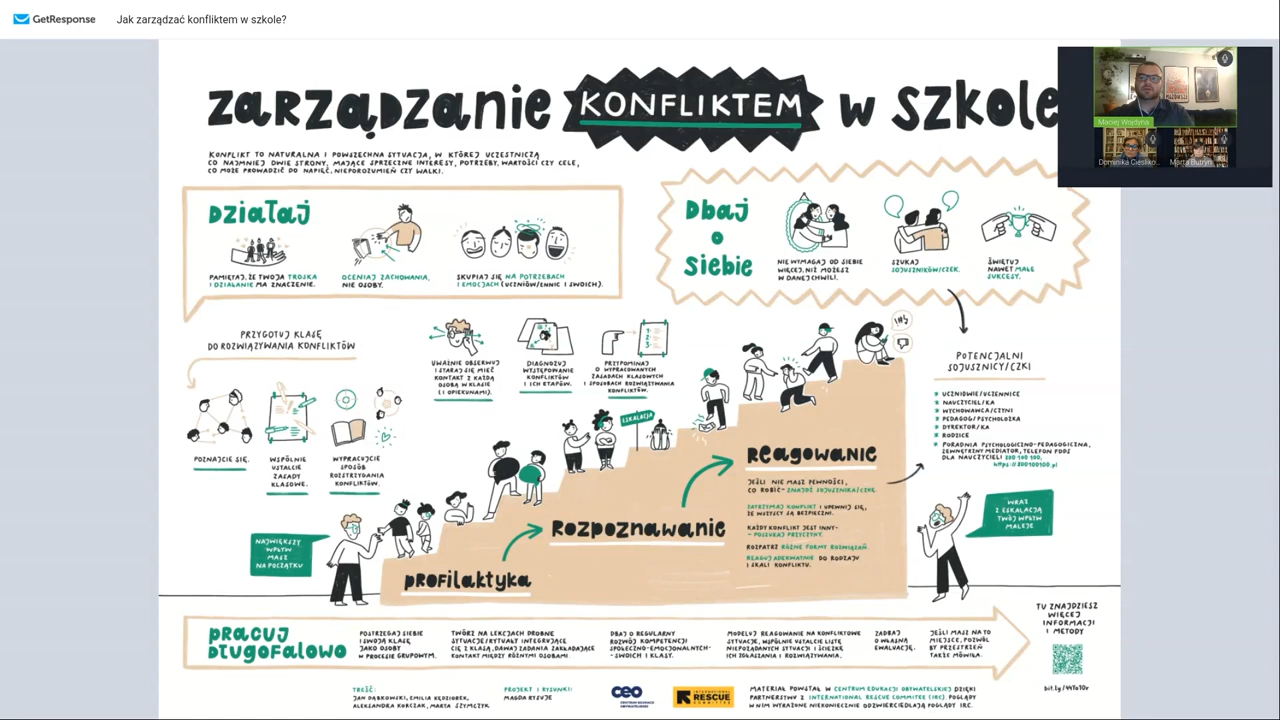 GetResponse
Jak zarządzać konfliktem w szkole?
zarządzanie KONFLIKTEM w szkole
Maciej Wojdyna
Dominika Cieśliko...
Marta Butryn
KONFLIKT TO NATURALNA I POWSZECHNA SYTUACJA, W KTÓREJ UCZESTNICZĄ
CO NAJMNIEJ DWIE STRONY, MAJĄCE SPRZECZNE INTERESY, POTRZEBY, WARTOŚCI CZY CELE,
CO MOŻE PROWADZIĆ DO NAPIĘĆ, NIEPOROZUMIEŃ CZY WALKI.
Działaj
PAMIĘTAJ, ŻE TWOJA TROSKA
I DZIAŁANIE MA ZNACZENIE.
OCENIAJ ZACHOWANIA,
NIE OSOBY.
SKUPIAJ SIĘ NA POTRZEBACH
I EMOCJACH (UCZNIÓW/ENNIC I SWOICH).
Dbaj
o
siebie
NIE WYMAGAJ OD SIEBIE
WIĘCEJ, NIŻ MOŻESZ
W DANEJ CHWILI.
SZUKAJ
SOJUSZNIKÓW/CZEK.
ŚWIĘTUJ
NAWET MAŁE
SUKCESY.
PRZYGOTUJ KLASĘ
DO ROZWIĄZYWANIA KONFLIKTÓW
POZNAJCIE SIĘ.
WSPÓLNIE
USTALCIE
ZASADY
KLASOWE.
WYPRACUJCIE
SPOSÓB
ROZSTRZYGANIA
KONFLIKTÓW.
UWAŻNIE OBSERWUJ
I STARAJ SIĘ MIEĆ
KONTAKT Z KAŻDĄ
OSOBĄ W KLASIE
(I OPIEKUNAMI).
DIAGNOZUJ
WYSTĘPOWANIE
KONFLIKTÓW
I ICH ETAPÓW.
PRZYPOMINAJ
O WYPRACOWANYCH
ZASADACH KLASOWYCH
I SPOSOBACH ROZWIĄZYWANIA
KONFLIKTÓW.
ESKALACJA
POTENCJALNI
SOJUSZNICY/CZKI
UCZNIOWIE/UCZENNICE
NAUCZYCIEL/KA
WYCHOWAWCA/CZYNI
PEDAGOG/PSYCHOLOŻKA
DYREKTOR/KA
RODZICE
PORADNIA PSYCHOLOGICZNO-PEDAGOGICZNA,
ZEWNĘTRZNY MEDIATOR, TELEFON FDDS
DLA NAUCZYCIELI 800 100 100,
https://800100100.pl
NAJWIĘKSZY
WPŁYW
MASZ
NA POCZĄTKU
profilaktyka
Rozpoznawanie
Reagowanie
JEŚLI NIE MASZ PEWNOŚCI,
CO ROBIĆ - ZNAJDŹ SOJUSZNIKA/CZKĘ.
ZATRZYMAJ KONFLIKT I UPEWNIJ SIĘ,
ŻE WSZYSCY SĄ BEZPIECZNI.
KAŻDY KONFLIKT JEST INNY-
- POSZUKAJ PRZYCZYNY.
ROZPATRZ RÓŻNE FORMY ROZWIĄZAŃ.
REAGUJ ADEKWATNIE DO RODZAJU
I SKALI KONFLIKTU.
WRAZ
Z ESKALACJĄ
TWÓJ WPŁYW
MALEJE
pracuj
długofalowo
POSTRZEGAJ SIEBIE
I SWOJĄ KLASĘ
JAKO OSOBY
W PROCESIE GRUPOWYM.
TWÓRZ NA LEKCJACH DROBNE
SYTUACJE/RYTUAŁY INTEGRUJĄCE
CIĘ Z KLASĄ, DAWAJ ZADANIA ZAKŁADAJĄCE
KONTAKT MIĘDZY RÓŻNYMI OSOBAMI.
DBAJ O REGULARNY
ROZWÓJ KOMPETENCJI
SPOŁECZNO-EMOCJONALNYCH-
- SWOICH I KLASY.
MODELUJ REAGOWANIE NA KONFLIKTOWE
SYTUACJE, WSPÓLNIE USTALCIE LISTĘ
NIEPOŻĄDANYCH SYTUACJI I ŚCIEŻKĘ
ICH ZGŁASZANIA I ROZWIĄZYWANIA.
ZADBAJ
O WŁASNĄ
EWALUACJĘ.
JEŚLI MASZ NA TO
MIEJSCE, POZWÓL
BY PRZESTRZEŃ
TAKŻE MÓWIŁA.
TU ZNAJDZIESZ
WIĘCEJ
INFORMACJI
I METODY
bit.ly/44Ya10r
TREŚĆ:
JAN DĄBKOWSKI, EMILIA KĘDZIOREK,
ALEKSANDRA KORCZAK, MARTA SZYMCZYK
PROJEKT I RYSUNKI:
MAGDA RYSUJE
CEO
CENTRUM EDUKACJI
OBYWATELSKIEJ
INTERNATIONAL
RESCUE
COMMITTEE
MATERIAŁ POWSTAŁ W CENTRUM EDUKACJI OBYWATELSKIEJ DZIĘKI
PARTNERSTWU Z INTERNATIONAL RESCUE COMMITEE (IRC). POGLĄDY
W NIM WYRAŻONE NIEKONIECZNIE ODZWIERCIEDLAJĄ POGLĄDY IRC.